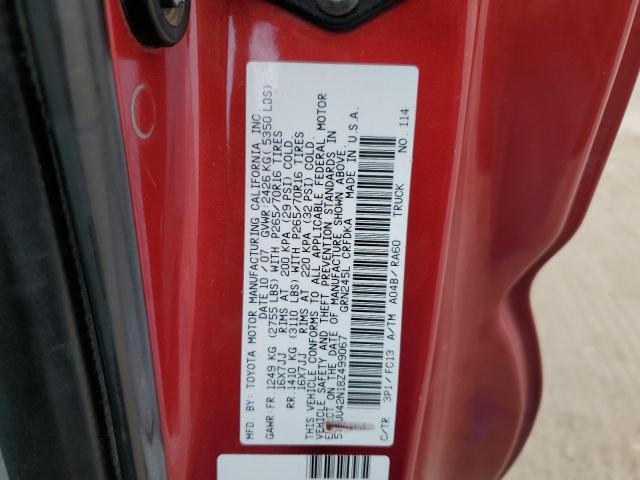 MFD. BY: TOYOTA MOTOR MANUFACTURING CALIFORNIA INC
DATE 10/07 GVWR: 2426 KG( 5350 LBS)
GAWR: FR. 1249 KG (2755 LBS) WITH P265/70R16 TIRES
16X7JJ RIMS AT 200 KPA (29 PSI) COLD.
RR. 1410 KG (3110 LBS) WITH P265/70R16 TIRES
16X7JJ RIMS AT 220 KPA (32 PSI) COLD.
THIS VEHICLE CONFORMS TO ALL APPLICABLE FEDERAL MOTOR
VEHICLE SAFETY AND THEFT PREVENTION STANDARDS IN
EFFECT ON THE DATE OF MANUFACTURE SHOWN ABOVE.
GRN245L CRFDKA MADE IN U.S.A.
C/TR 3P1/FC13 A/TM A04B/RA60 TRUCK NO. 114